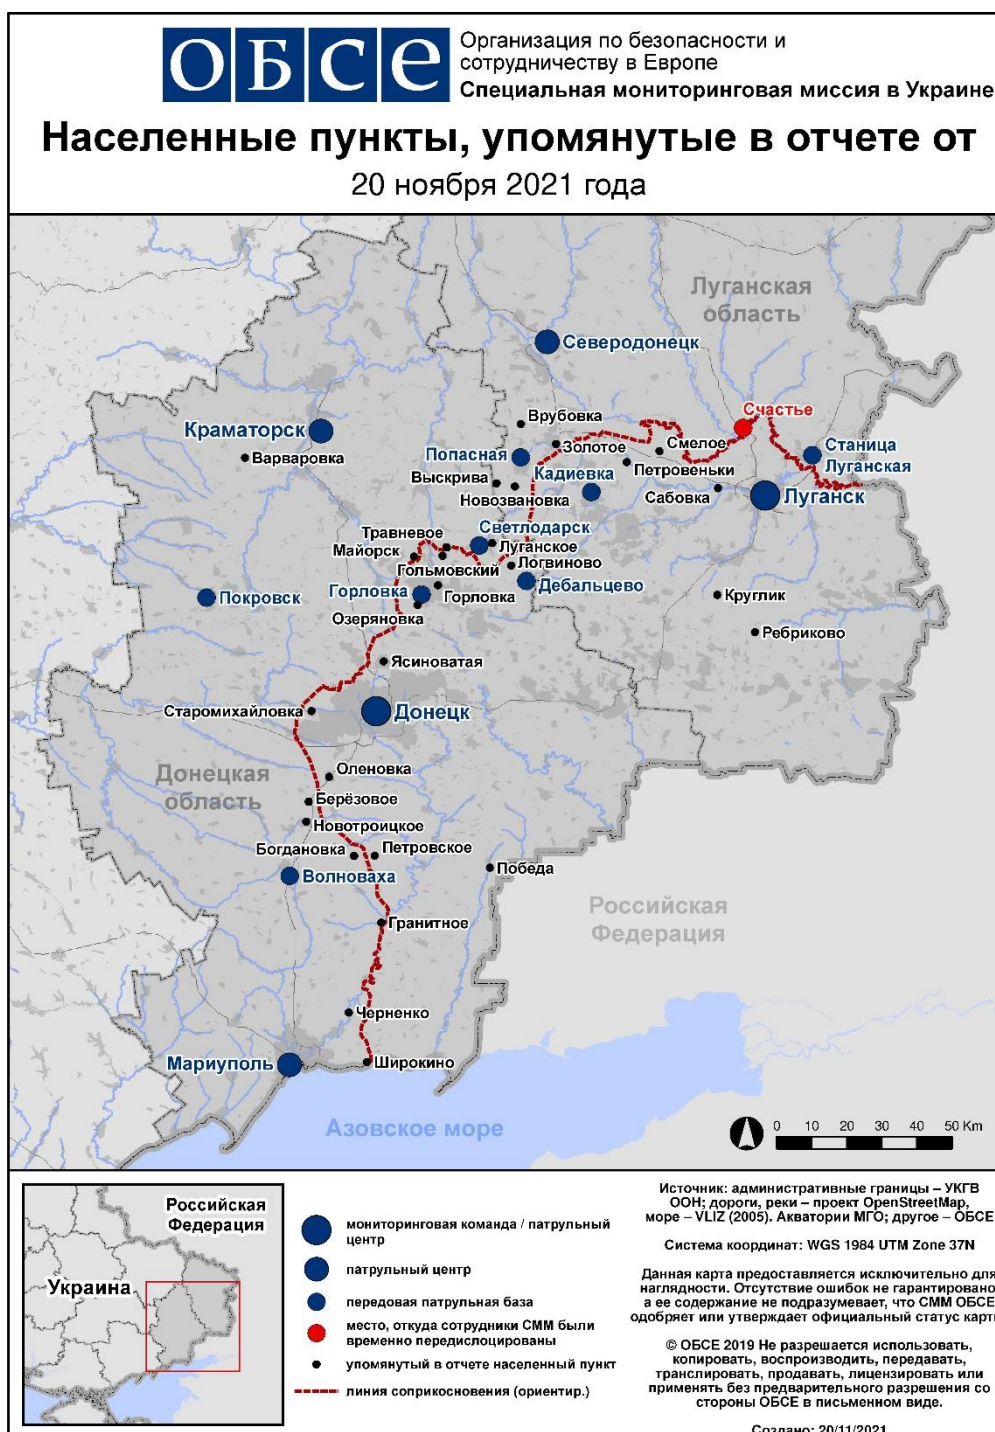 ОБСЕ
Организация по безопасности и
сотрудничеству в Европе
Специальная мониторинговая миссия в Украине
Населенные пункты, упомянутые в отчете от
20 ноября 2021 года
Луганская
область
Северодонецк
Счастье
Врубовка
Краматорск
Золотое
Смелое
Станица
Луганская
Варваровка
Попасная
Петровеньки
Кадиевка
Выскрива
Сабовка
Луганск
Новозвановка
Светлодарск
Травневое
Луганское
Майорск
Гольмовский
Логвиново
Дебальцево
Покровск
Горловка
Горловка
Круглик
Озеряновка
Ребриково
Ясиноватая
Старомихайловка
Донецк
Донецкая
область
Оленовка
Берёзовое
Новотроицкое
Богдановка
Петровское
Волноваха
Победа
Российская
Федерация
Гранитное
Черненко
Мариуполь
Широкино
Азовское море
0 10 20 30 40 50 Km
Российская
Федерация
Украина
мониторинговая команда / патрульный
центр
патрульный центр
передовая патрульная база
место, откуда сотрудники СММ были
временно передислоцированы
упомянутый в отчете населенный пункт
линия соприкосновения (ориентир.)
Источник: административные границы – УКГВ
ООН; дороги, реки – проект OpenStreetMap,
море – VLIZ (2005). Акватории МГО; другое – ОБСЕ
Система координат: WGS 1984 UTM Zone 37N
Данная карта предоставляется исключительно для
наглядности. Отсутствие ошибок не гарантировано
а ее содержание не подразумевает, что СММ ОБСЕ
одобряет или утверждает официальный статус карт
© ОБСЕ 2019 Не разрешается использовать,
копировать, воспроизводить, передавать,
транслировать, продавать, лицензировать или
применять без предварительного разрешения со
стороны ОБСЕ в письменном виде.
Создано: 20/11/2021